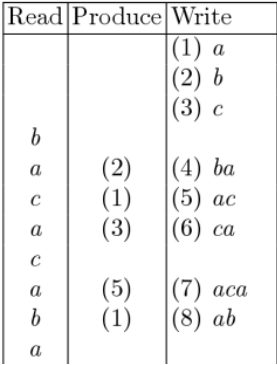 Read Produce Write
(1) a
(2) b
(3) c
b
a (2) (4) ba
c (1) (5) ac
a (3) (6) ca
c
a (5) (7) aca
b (1) (8) ab
a